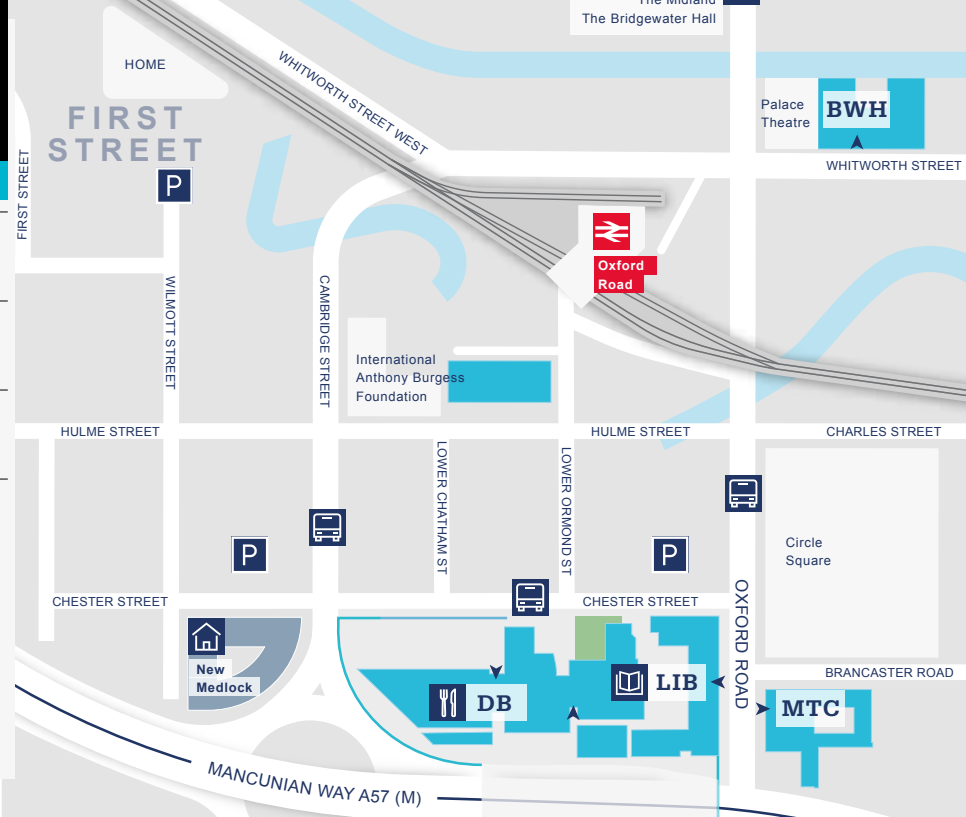 The Midland
The Bridgewater Hall
HOME
WHITWORTH STREET WEST
FIRST
STREET
Palace
Theatre
BWH
FIRST STREET
P
WHITWORTH STREET
Oxford
Road
WILMOTT STREET
CAMBRIDGE STREET
International
Anthony Burgess
Foundation
HULME STREET
HULME STREET
CHARLES STREET
LOWER CHATHAM ST
LOWER ORMOND ST
P
P
Circle
Square
CHESTER STREET
CHESTER STREET
OXFORD ROAD
New
Medlock
DB
LIB
BRANCASTER ROAD
MTC
MANCUNIAN WAY A57 (M)